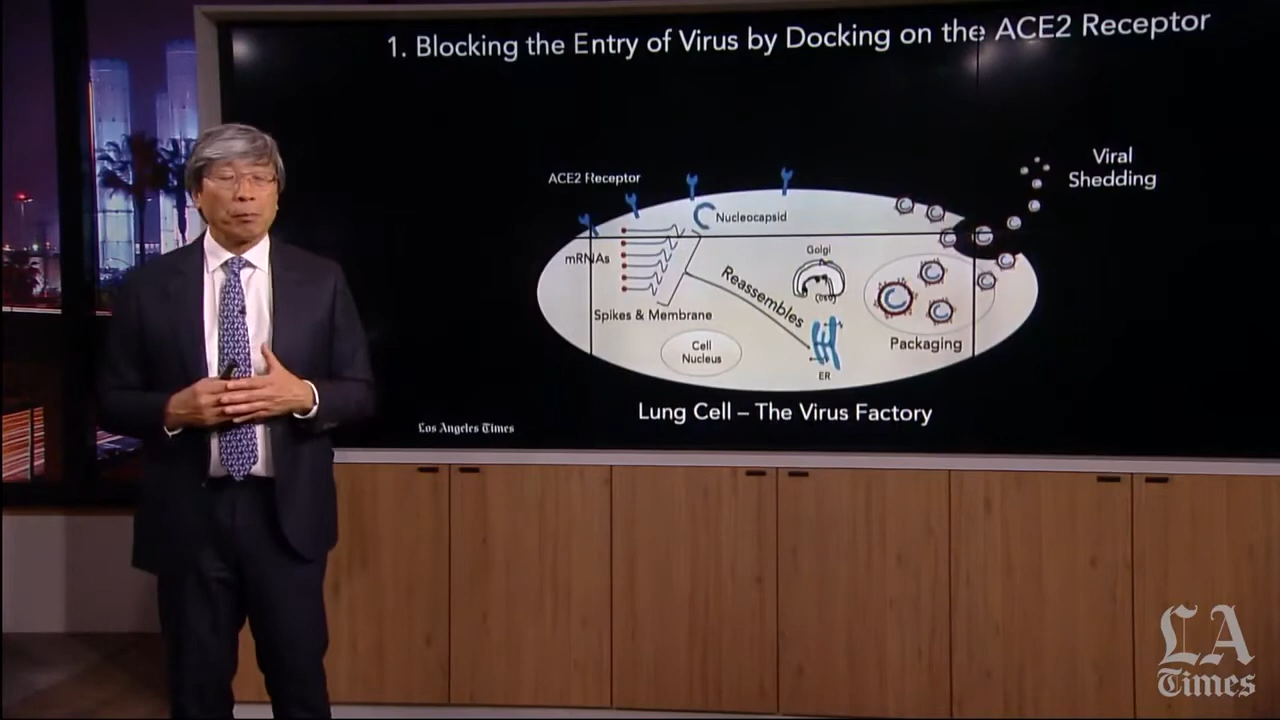 1. Blocking the Entry of Virus by Docking on the ACE2 Receptor
Viral
Shedding
ACE2 Receptor
Nucleocapsid
mRNAs
Golgi
Reassembles
Spikes & Membrane
Cell
Nucleus
ER
Packaging
Lung Cell – The Virus Factory
Los Angeles Times
LA
Times